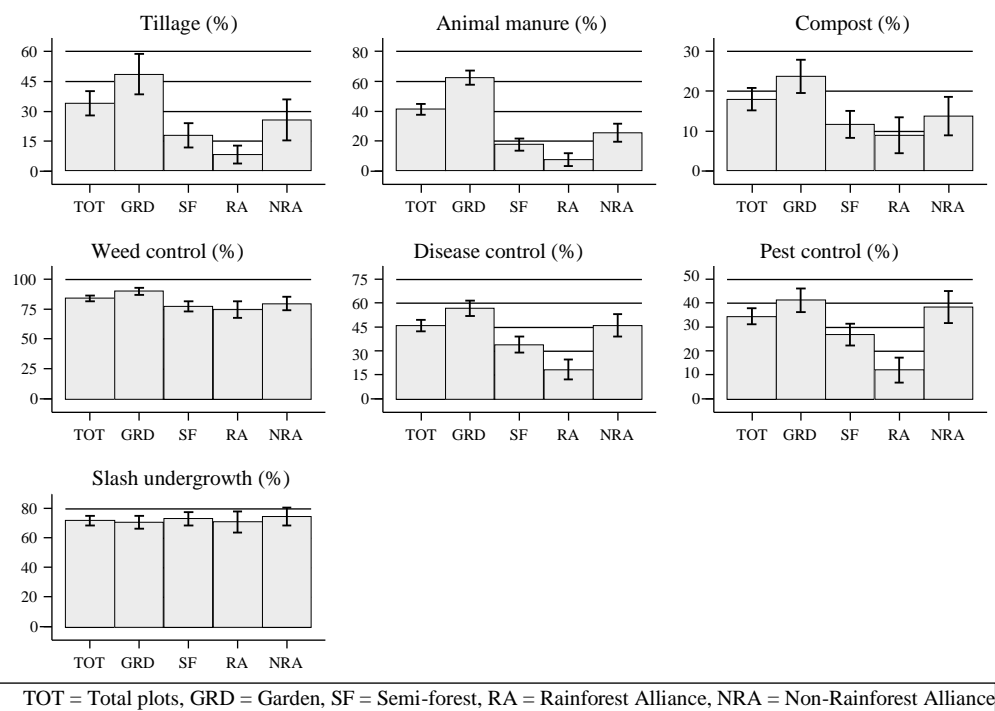 Tillage (%)
60
45
30
15
0
TOT GRD SF RA NRA
Animal manure (%)
80
60
40
20
0
TOT GRD SF RA NRA
Compost (%)
30
20
10
0
TOT GRD SF RA NRA
Weed control (%)
100
75
50
25
0
TOT GRD SF RA NRA
Disease control (%)
75
60
45
30
15
0
TOT GRD SF RA NRA
Pest control (%)
50
40
30
20
10
0
TOT GRD SF RA NRA
Slash undergrowth (%)
80
60
40
20
0
TOT GRD SF RA NRA
TOT = Total plots, GRD = Garden, SF = Semi-forest, RA = Rainforest Alliance, NRA = Non-Rainforest Alliance